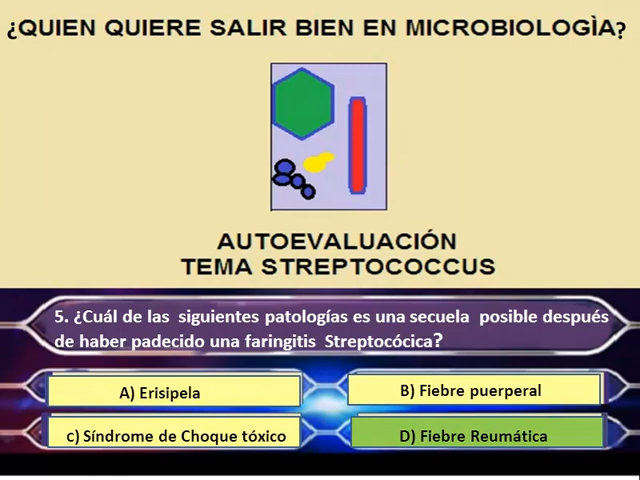 ¿QUIEN QUIERE SALIR BIEN EN MICROBIOLOGÌA?
AUTOEVALUACIÓN
TEMA STREPTOCOCCUS
5. ¿Cuál de las siguientes patologías es una secuela posible después
de haber padecido una faringitis Streptocócica?
A) Erisipela
B) Fiebre puerperal
c) Síndrome de Choque tóxico
D) Fiebre Reumática